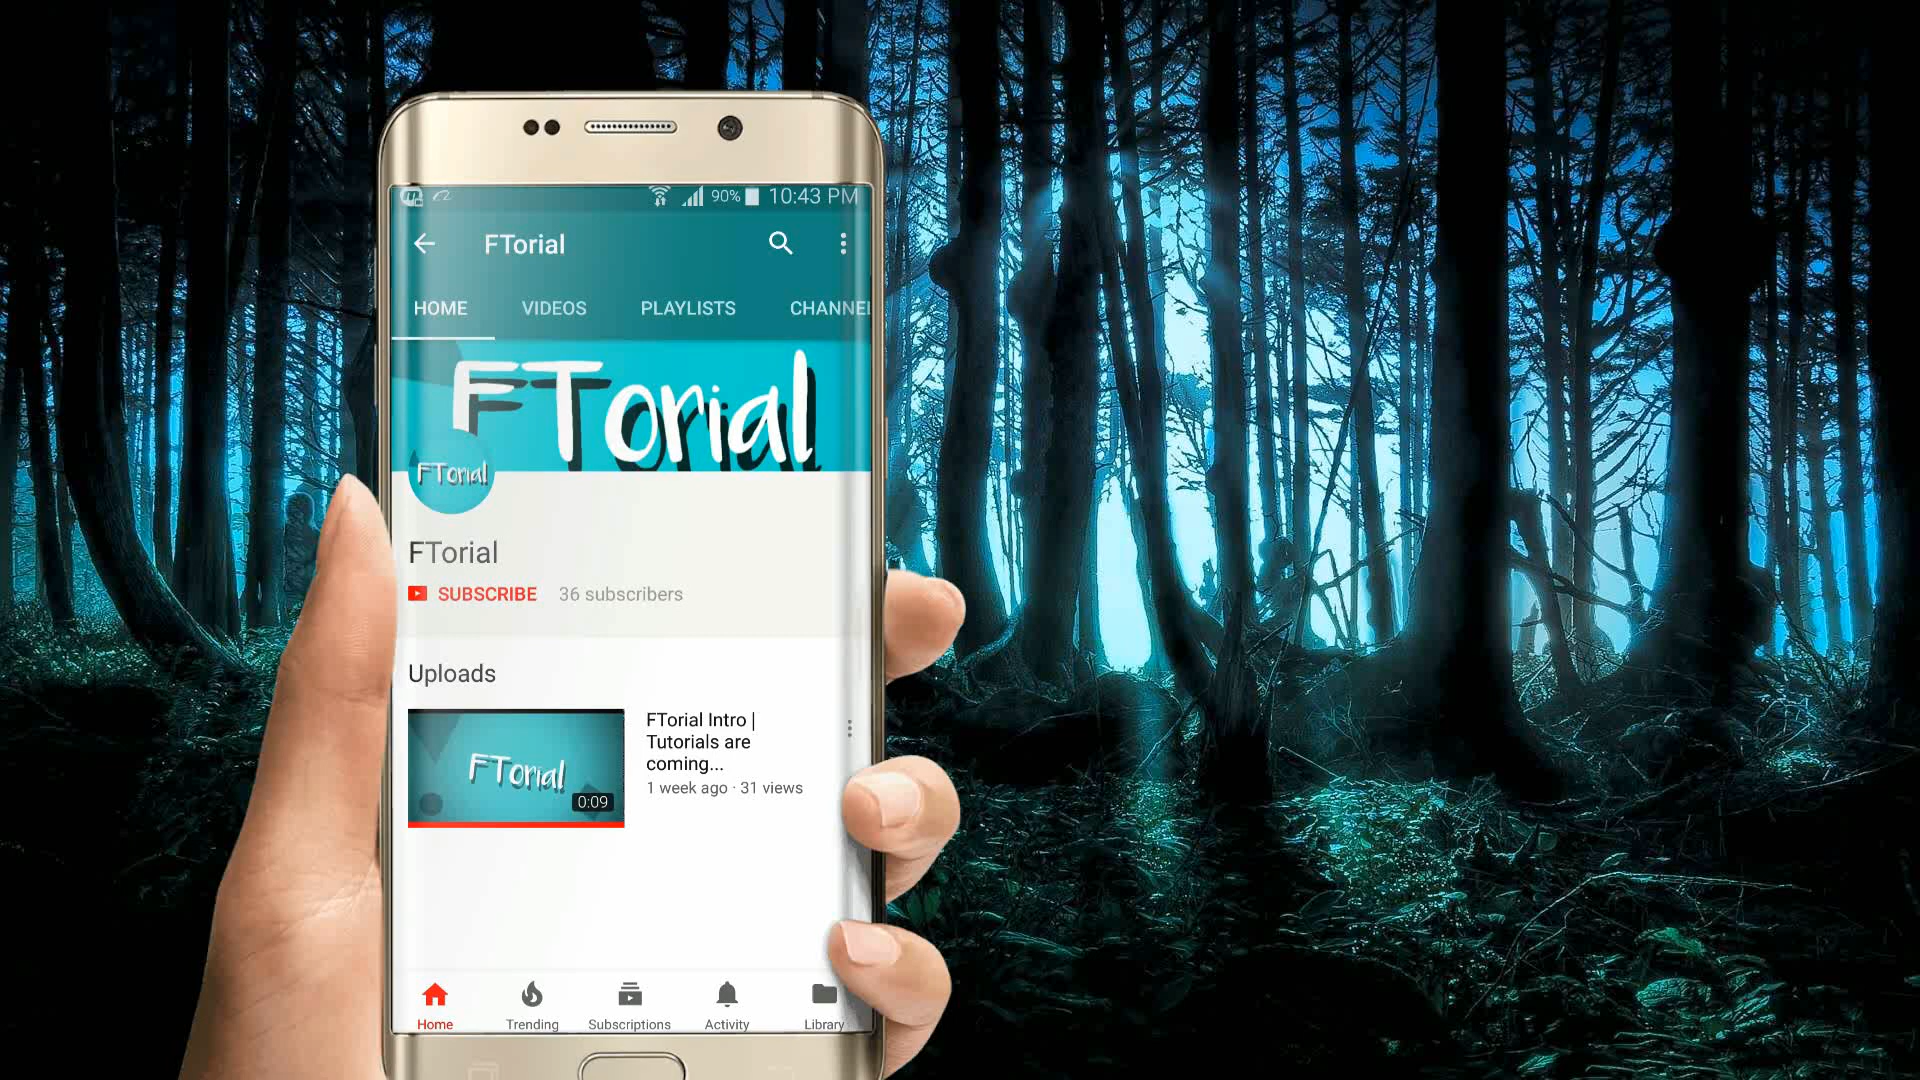 90% 10:43 PM
FTorial
HOME VIDEOS PLAYLISTS CHANNEL
FTorial
FTorial
FTorial
SUBSCRIBE 36 subscribers
Uploads
FTorial
0:09
FTorial Intro |
Tutorials are
coming...
1 week ago · 31 views
Home Trending Subscriptions Activity Library